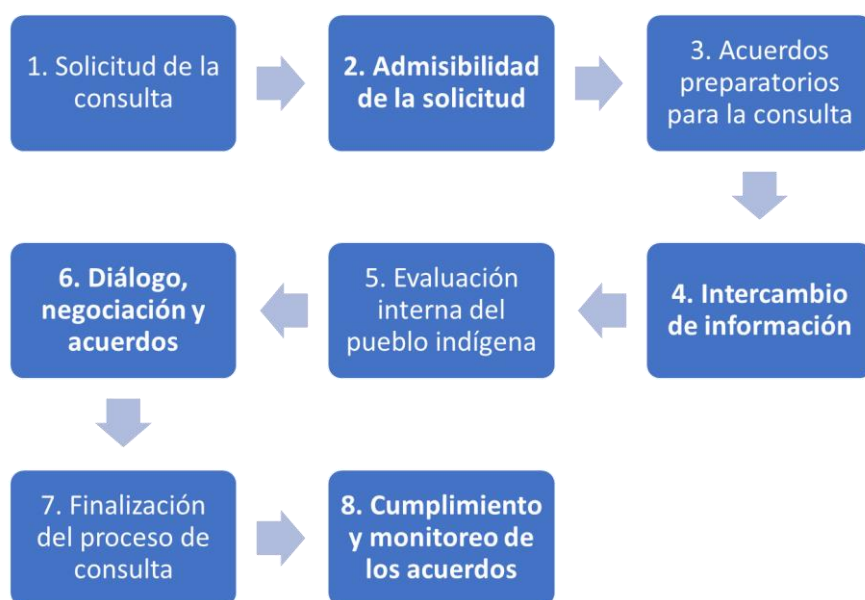 1. Solicitud de la
consulta
2. Admisibilidad
de la solicitud
3. Acuerdos
preparatorios
para la consulta
4. Intercambio
de información
5. Evaluación
interna del
pueblo indígena
6. Diálogo,
negociación y
acuerdos
7. Finalización
del proceso de
consulta
8. Cumplimiento
y monitoreo de
los acuerdos